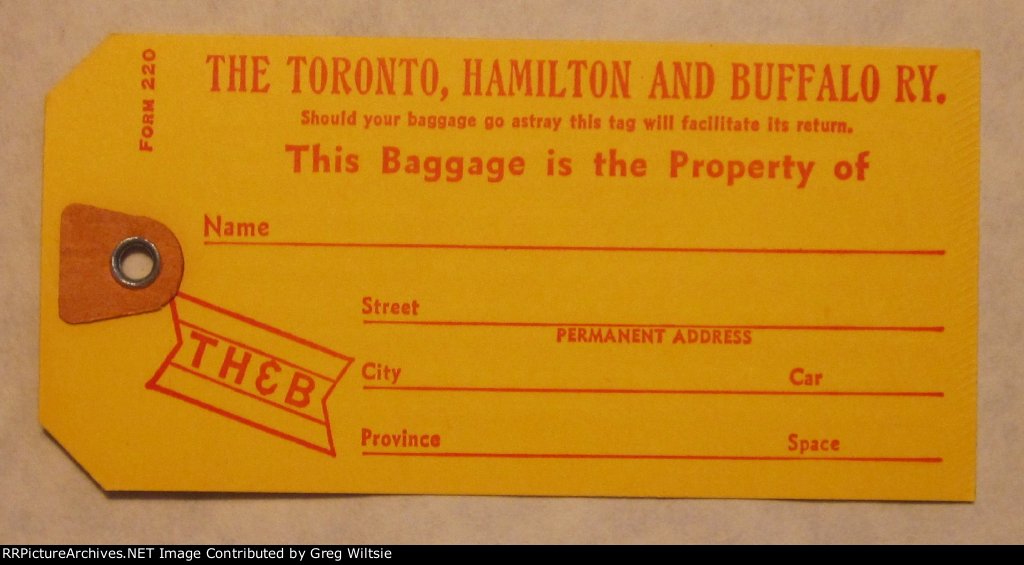 FORM 220
THE TORONTO, HAMILTON AND BUFFALO RY.
Should your baggage go astray this tag will facilitate its return.
This Baggage is the Property of
Name
Street
PERMANENT ADDRESS
City Car
Province Space
TH&B
RRPictureArchives.NET Image Contributed by Greg Wiltsie